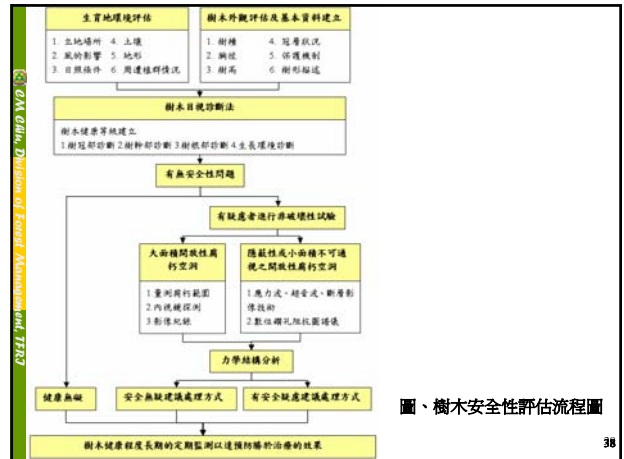 生育地環境評估
1. 立地場所 4. 土壤
2. 風的影響 5. 地形
3. 日照條件 6. 周遭植群情況
樹木外觀評估及基本資料建立
1. 樹種 4. 冠層狀況
2. 胸徑 5. 保護機制
3. 樹高 6. 樹形描述
樹木目視診斷法
樹木健康等級建立
1.樹冠部診斷 2.樹幹部診斷 3.樹根部診斷 4.生長環境診斷
有無安全性問題
有疑慮者進行非破壞性試驗
大面積開放性腐
朽空洞
1.量測腐朽範圍
2.內視鏡探測
3.影像紀錄
隱蔽性或小面積不可通
視之開放性腐朽空洞
1.應力波、超音波、斷層影
像技術
2.數位鑽孔阻抗圖譜儀
力學結構分析
健康無礙
安全無疑建議處理方式
有安全疑慮建議處理方式
樹木健康程度長期的定期監測以達預防勝於治療的效果
圖、樹木安全性評估流程圖
CM Chiu, Division of Forest Management, TFRI
38